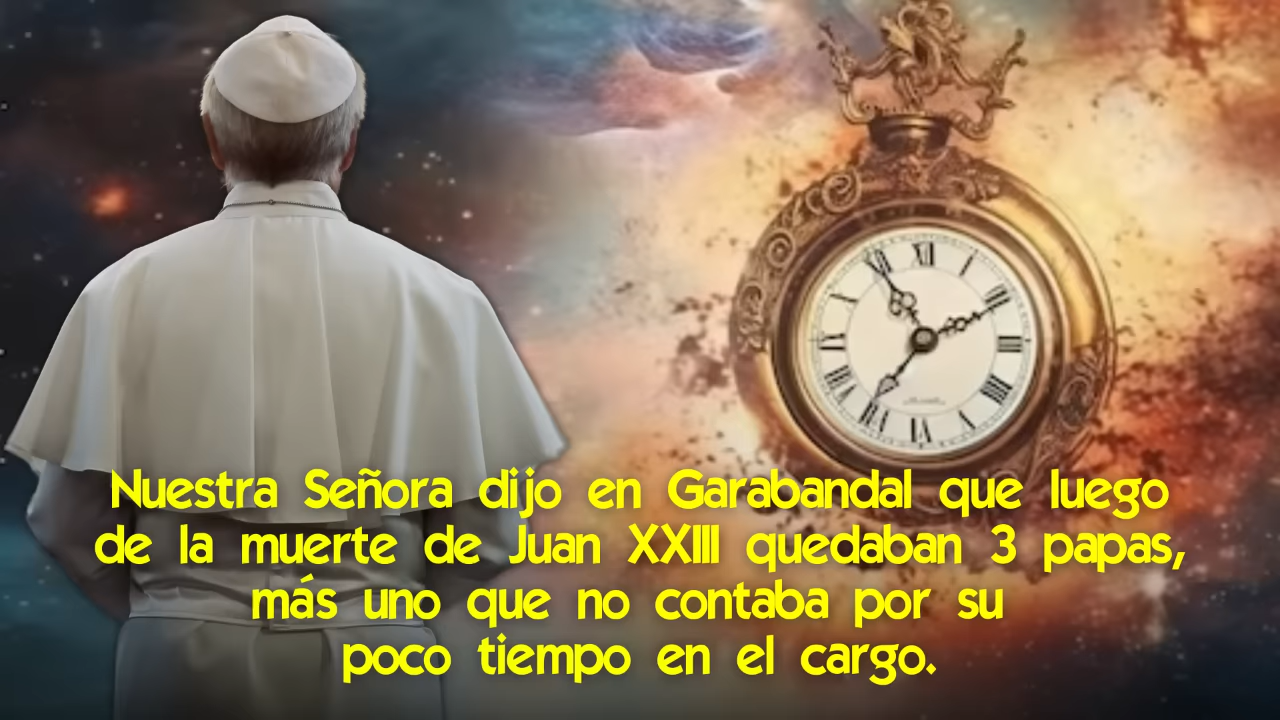 Nuestra Señora dijo en Garabandal que luego
de la muerte de Juan XXIII quedaban 3 papas,
más uno que no contaba por su
poco tiempo en el cargo.